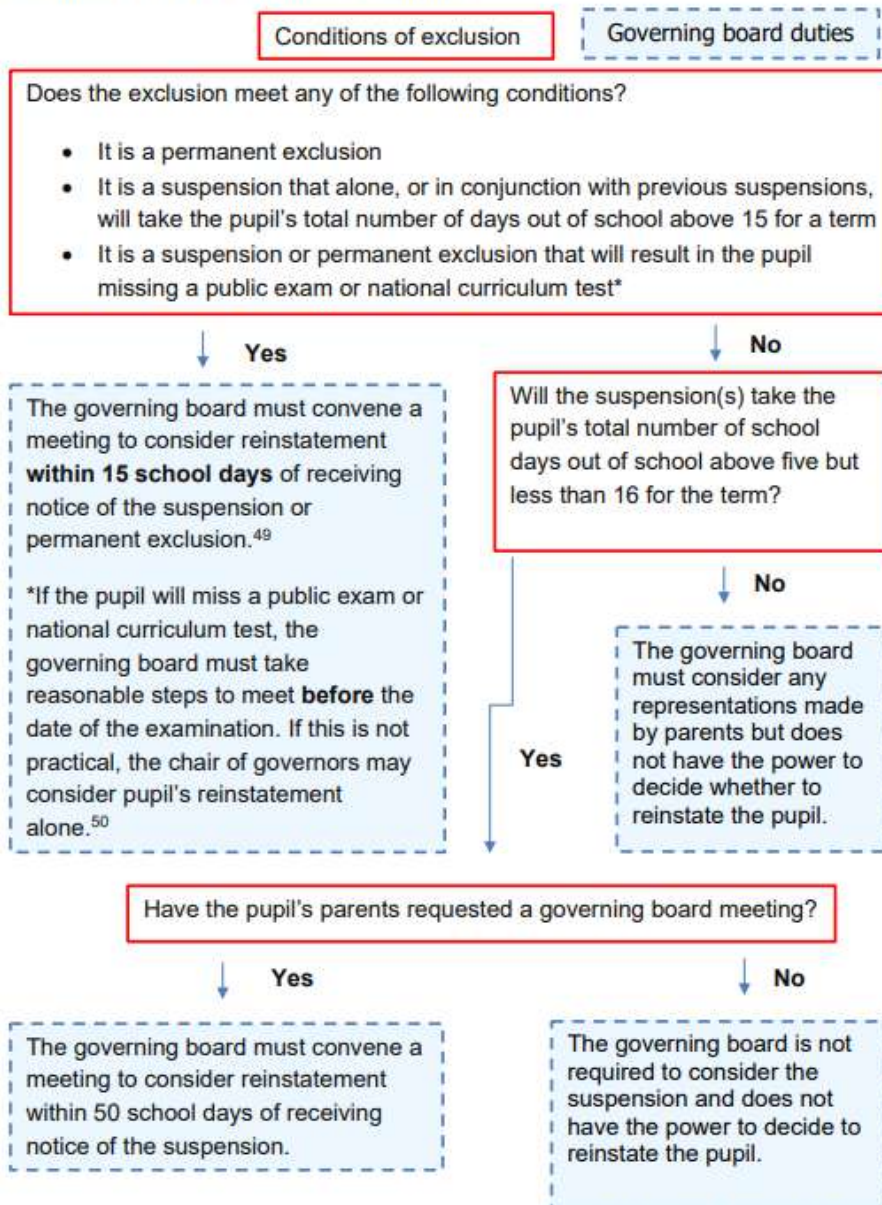 Conditions of exclusion
Governing board duties
Does the exclusion meet any of the following conditions?
• It is a permanent exclusion
• It is a suspension that alone, or in conjunction with previous suspensions,
will take the pupil's total number of days out of school above 15 for a term
• It is a suspension or permanent exclusion that will result in the pupil
missing a public exam or national curriculum test*
Yes
No
The governing board must convene a
meeting to consider reinstatement
within 15 school days of receiving
notice of the suspension or
permanent exclusion.49
*If the pupil will miss a public exam or
national curriculum test, the
governing board must take
reasonable steps to meet before the
date of the examination. If this is not
practical, the chair of governors may
consider pupil's reinstatement
alone.50
Will the suspension(s) take the
pupil's total number of school
days out of school above five but
less than 16 for the term?
No
The governing board
must consider any
representations made
by parents but does
not have the power to
decide whether to
reinstate the pupil.
Yes
Have the pupil's parents requested a governing board meeting?
Yes
No
The governing board must convene a
meeting to consider reinstatement
within 50 school days of receiving
notice of the suspension.
The governing board is not
required to consider the
suspension and does not
have the power to decide to
reinstate the pupil.